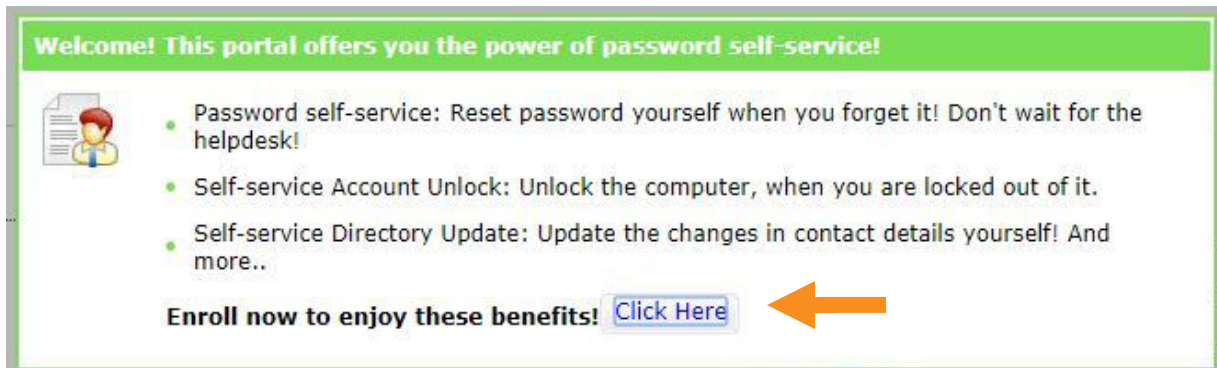 Welcome! This portal offers you the power of password self-service!
Password self-service: Reset password yourself when you forget it! Don't wait for the
helpdesk!
Self-service Account Unlock: Unlock the computer, when you are locked out of it.
Self-service Directory Update: Update the changes in contact details yourself! And
more..
Enroll now to enjoy these benefits! Click Here